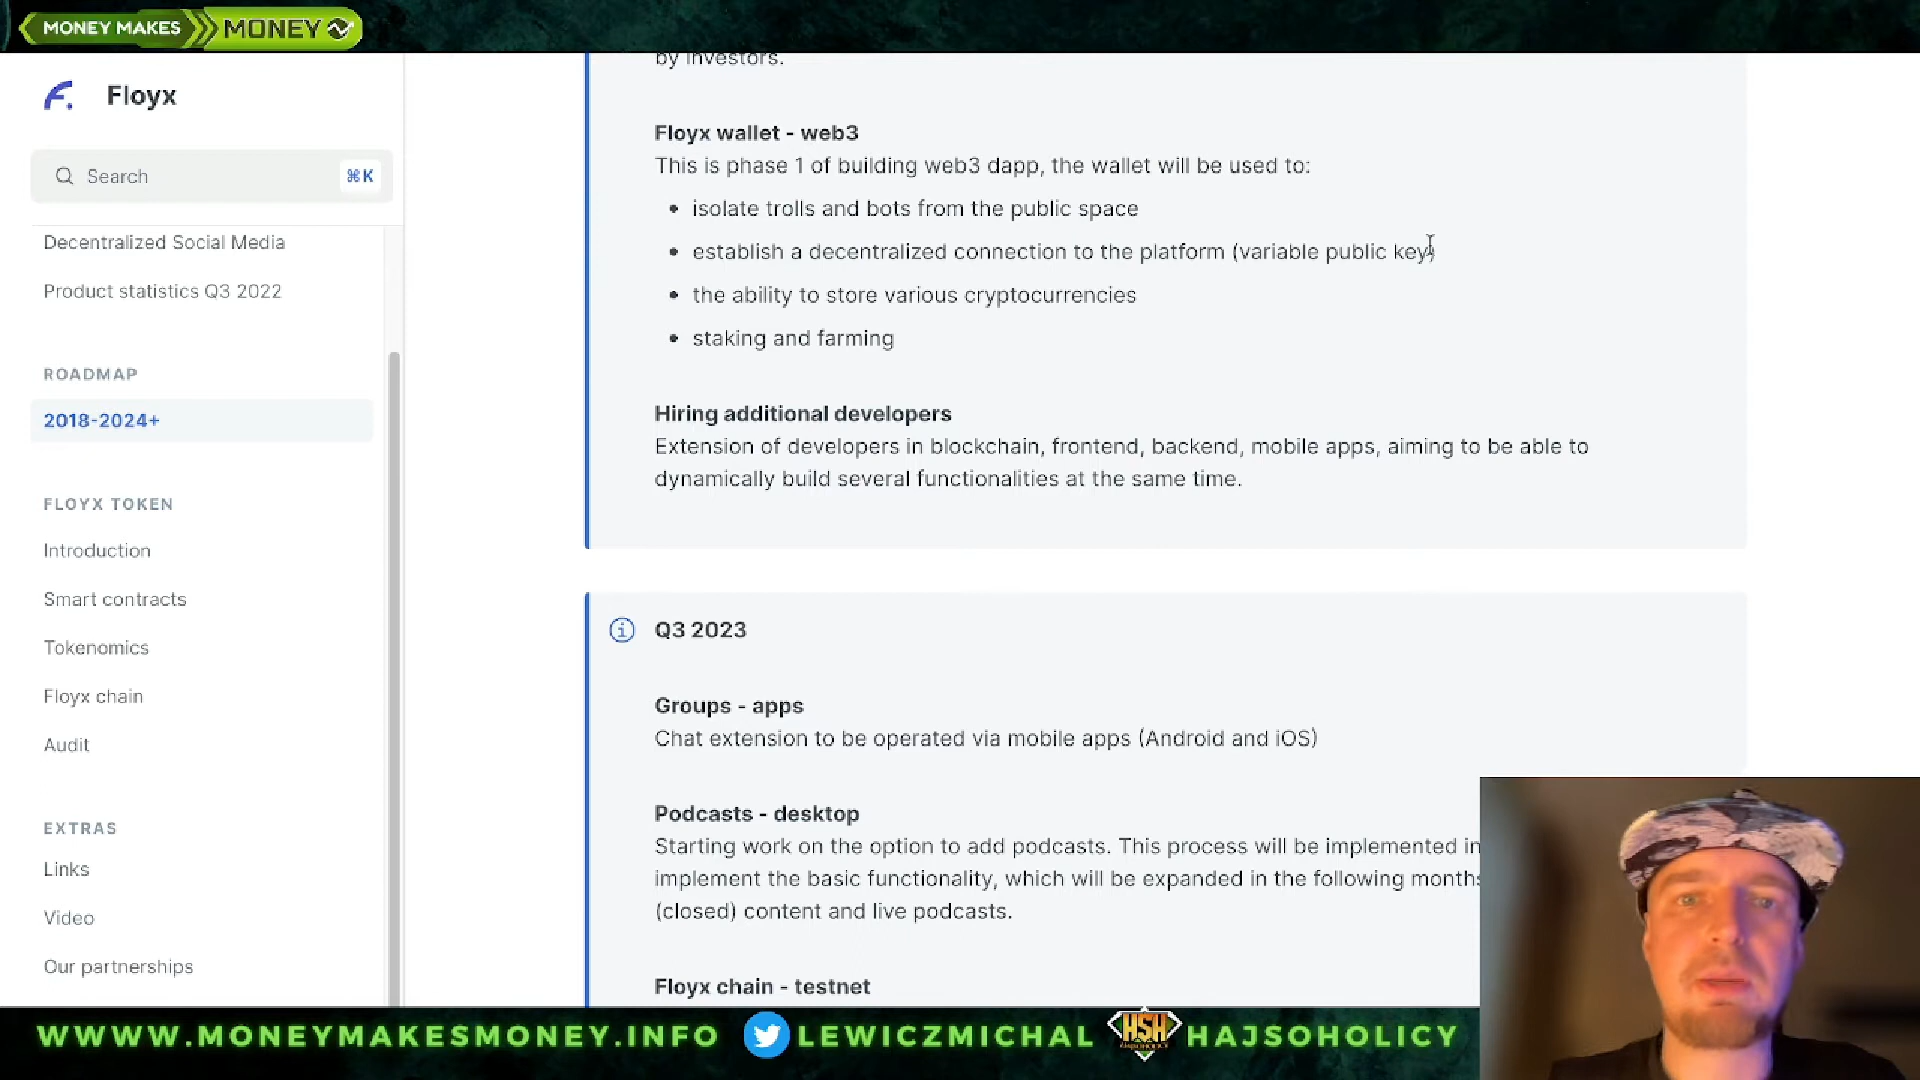 MONEY MAKES MONEY
Floyx
Search ⌘K
Decentralized Social Media
Product statistics Q3 2022
ROADMAP
2018-2024+
FLOYX TOKEN
Introduction
Smart contracts
Tokenomics
Floyx chain
Audit
EXTRAS
Links
Video
Our partnerships
by investors.
Floyx wallet - web3
This is phase 1 of building web3 dapp, the wallet will be used to:
• isolate trolls and bots from the public space
• establish a decentralized connection to the platform (variable public key)
• the ability to store various cryptocurrencies
• staking and farming
Hiring additional developers
Extension of developers in blockchain, frontend, backend, mobile apps, aiming to be able to
dynamically build several functionalities at the same time.
Q3 2023
Groups - apps
Chat extension to be operated via mobile apps (Android and iOS)
Podcasts - desktop
Starting work on the option to add podcasts. This process will be implemented in
implement the basic functionality, which will be expanded in the following months
(closed) content and live podcasts.
Floyx chain - testnet
WWWW.MONEYMAKESMONEY.INFO LEWICZMICHAL HSH HAJSOHOLICY